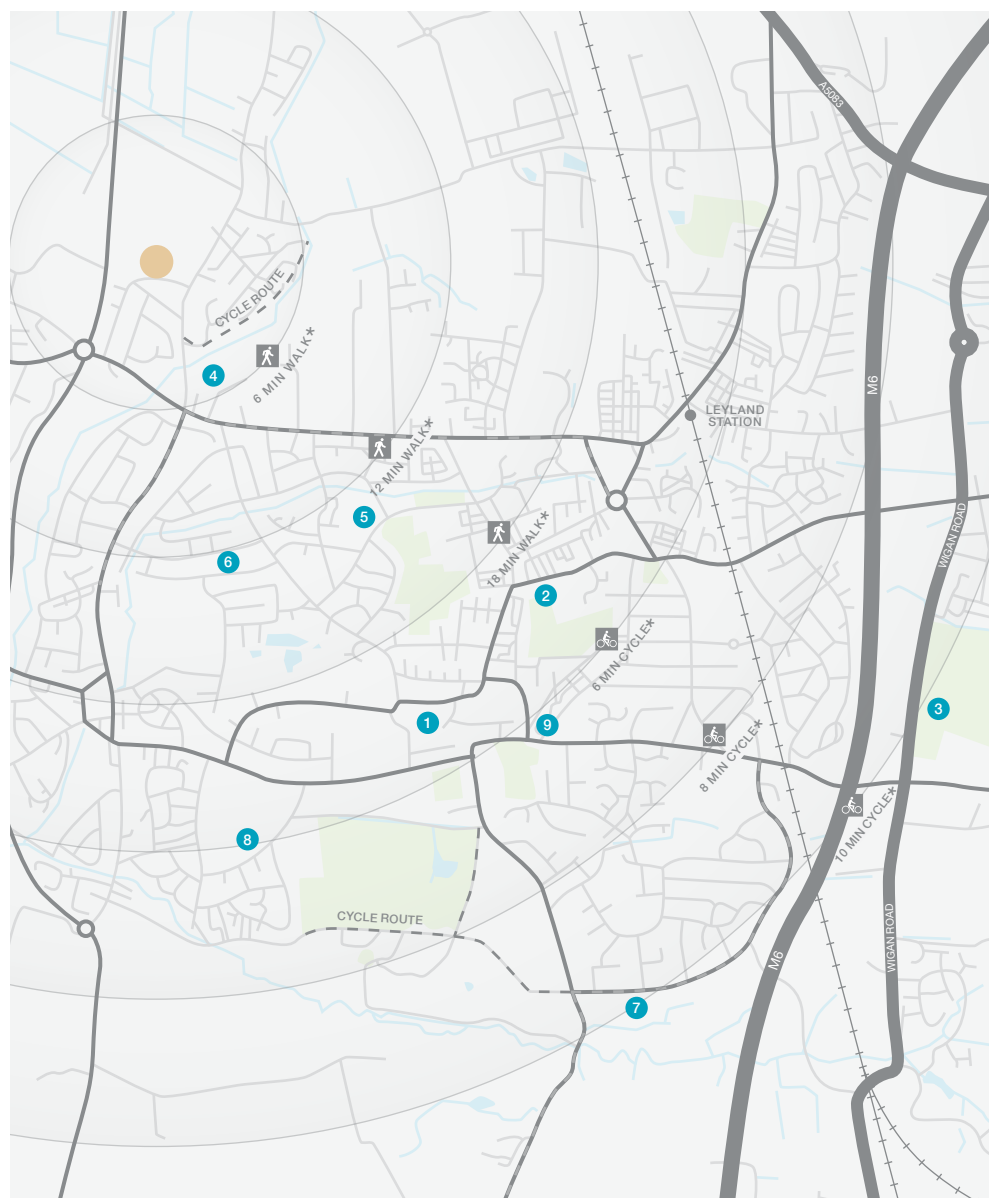 A5083
M6
CYCLE ROUTE
4
6 MIN WALK*
LEYLAND
STATION
12 MIN WALK*
5
18 MIN WALK*
WIGAN ROAD
6
2
6 MIN CYCLE*
3
1
9
8 MIN CYCLE*
10 MIN CYCLE*
8
CYCLE ROUTE
WIGAN ROAD
M6
7